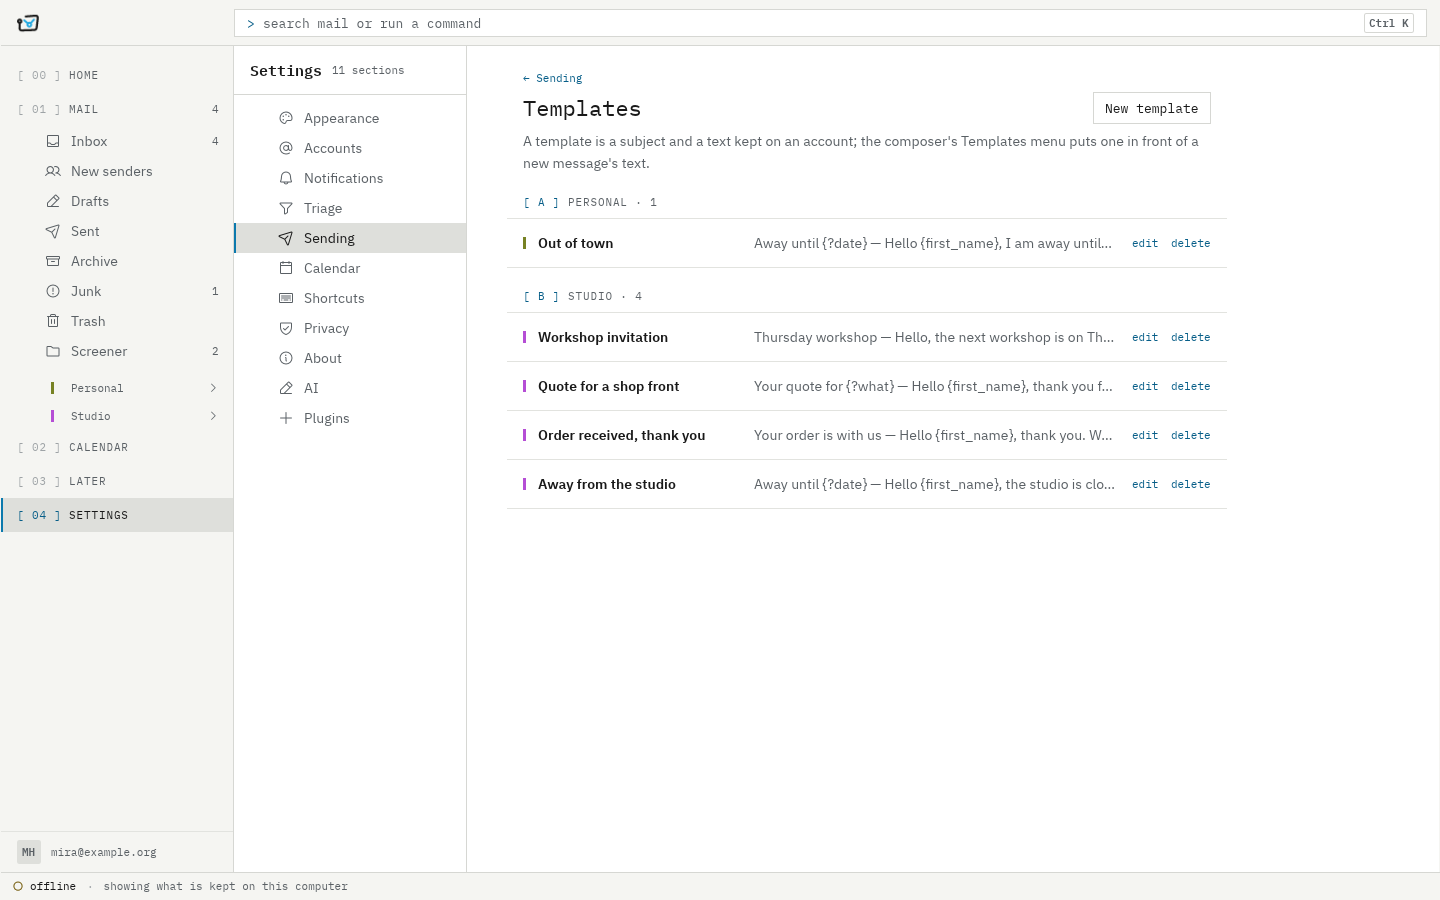 > search mail or run a command Ctrl K
[ 00 ] HOME
[ 01 ] MAIL 4
Inbox 4
New senders
Drafts
Sent
Archive
Junk 1
Trash
Screener 2
Personal
Studio
[ 02 ] CALENDAR
[ 03 ] LATER
[ 04 ] SETTINGS
MH mira@example.org
Settings 11 sections
Appearance
Accounts
Notifications
Triage
Sending
Calendar
Shortcuts
Privacy
About
AI
Plugins
← Sending
Templates
New template
A template is a subject and a text kept on an account; the composer's Templates menu puts one in front of a
new message's text.
[ A ] PERSONAL · 1
Out of town Away until {?date} — Hello {first_name}, I am away until… edit delete
[ B ] STUDIO · 4
Workshop invitation Thursday workshop — Hello, the next workshop is on Th… edit delete
Quote for a shop front Your quote for {?what} — Hello {first_name}, thank you f… edit delete
Order received, thank you Your order is with us — Hello {first_name}, thank you. W… edit delete
Away from the studio Away until {?date} — Hello {first_name}, the studio is clo… edit delete
offline · showing what is kept on this computer